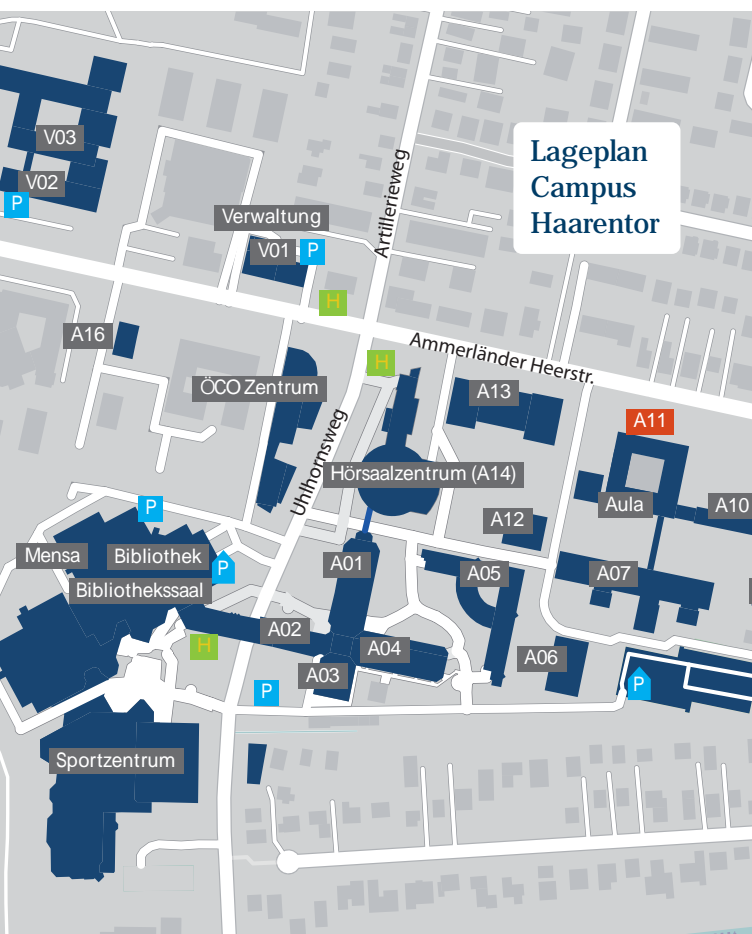 Lageplan
Campus
Haarentor
V03
V02
P
Verwaltung
V01
P
Artillerieweg
H
A16
H
Ammerländer Heerstr.
ÖCO Zentrum
A13
A11
Uhlhornsweg
Hörsaalzentrum (A14)
Aula
A10
P
A12
Mensa
Bibliothek
P
A01
A05
A07
Bibliothekssaal
A02
H
A04
A06
A03
P
P
Sportzentrum